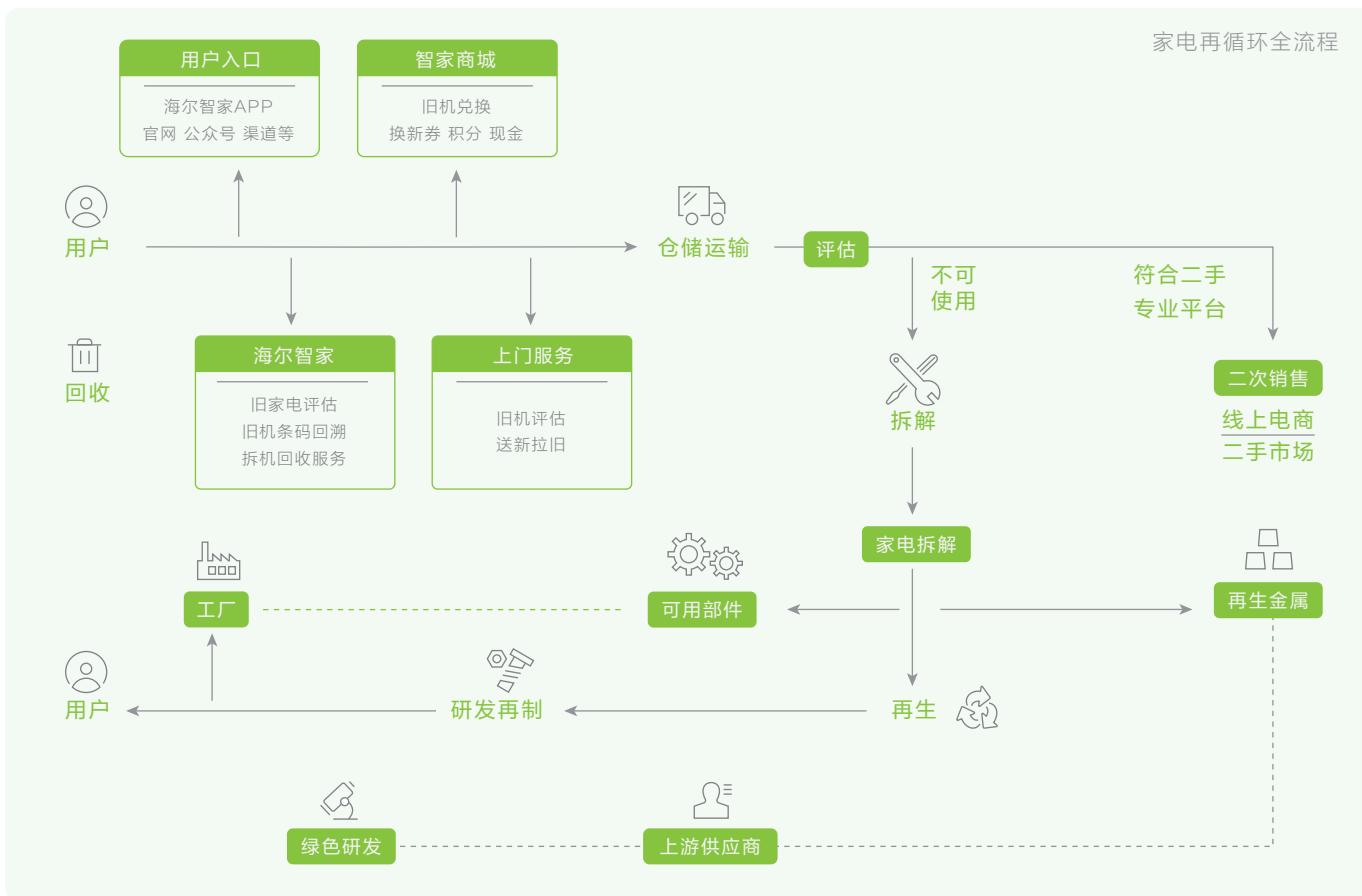 家电再循环全流程
用户入口
海尔智家APP
官网 公众号 渠道等
智家商城
旧机兑换
换新券 积分 现金
用户
仓储运输
评估
不可
使用
符合二手
专业平台
回收
海尔智家
旧家电评估
旧机条码回溯
拆机回收服务
上门服务
旧机评估
送新拉旧
拆解
二次销售
线上电商
二手市场
家电拆解
工厂
可用部件
再生金属
用户
研发再制
再生
绿色研发
上游供应商